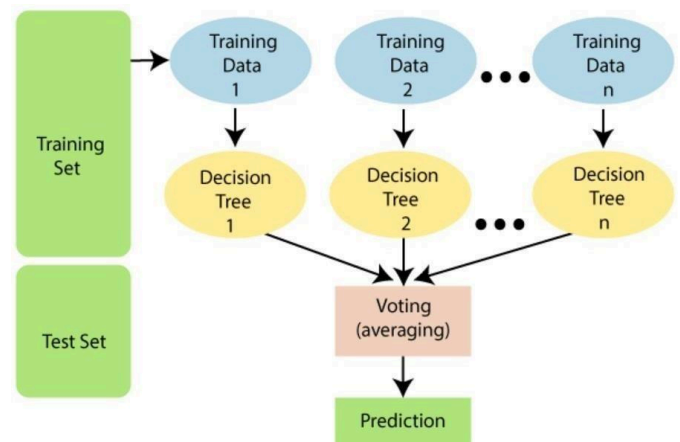 Training
Set
Test Set
Training
Data
1
Training
Data
2
Training
Data
n
Decision
Tree
1
Decision
Tree
2
Decision
Tree
n
Voting
(averaging)
Prediction